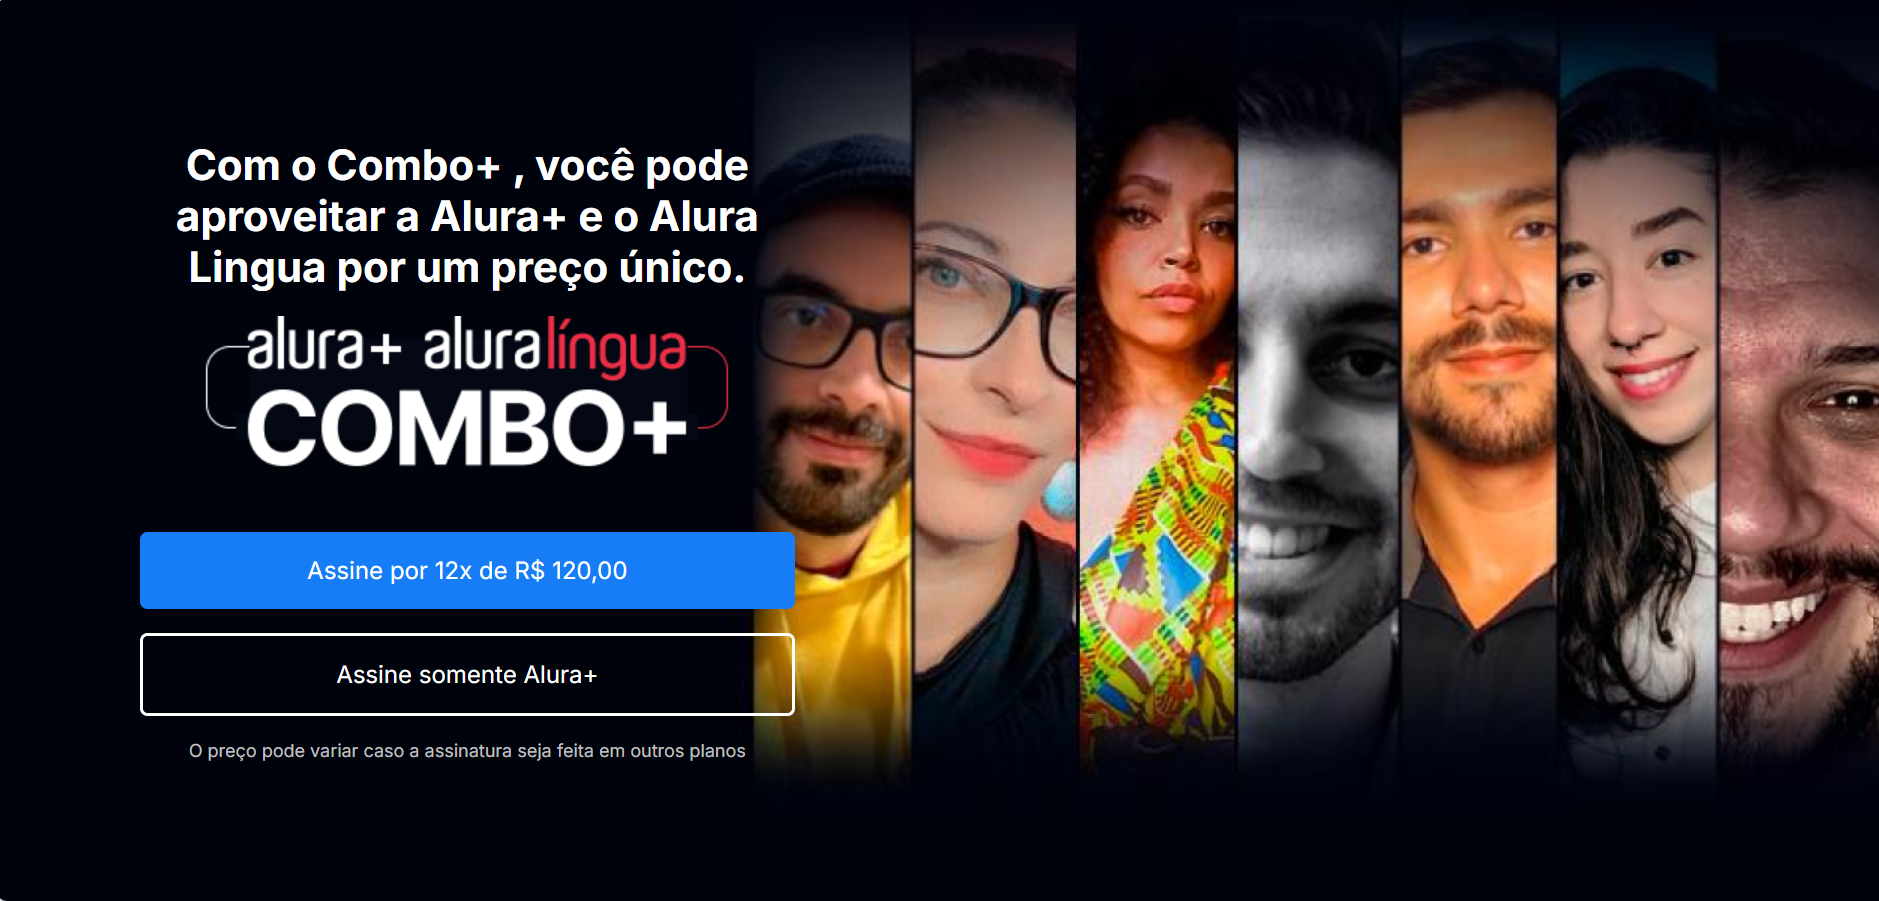 Com o Combo+ , você pode
aproveitar a Alura+ e o Alura
Lingua por um preço único.
alura+ aluralíngua
COMBO+
Assine por 12x de R$ 120,00
Assine somente Alura+
O preço pode variar caso a assinatura seja feita em outros planos